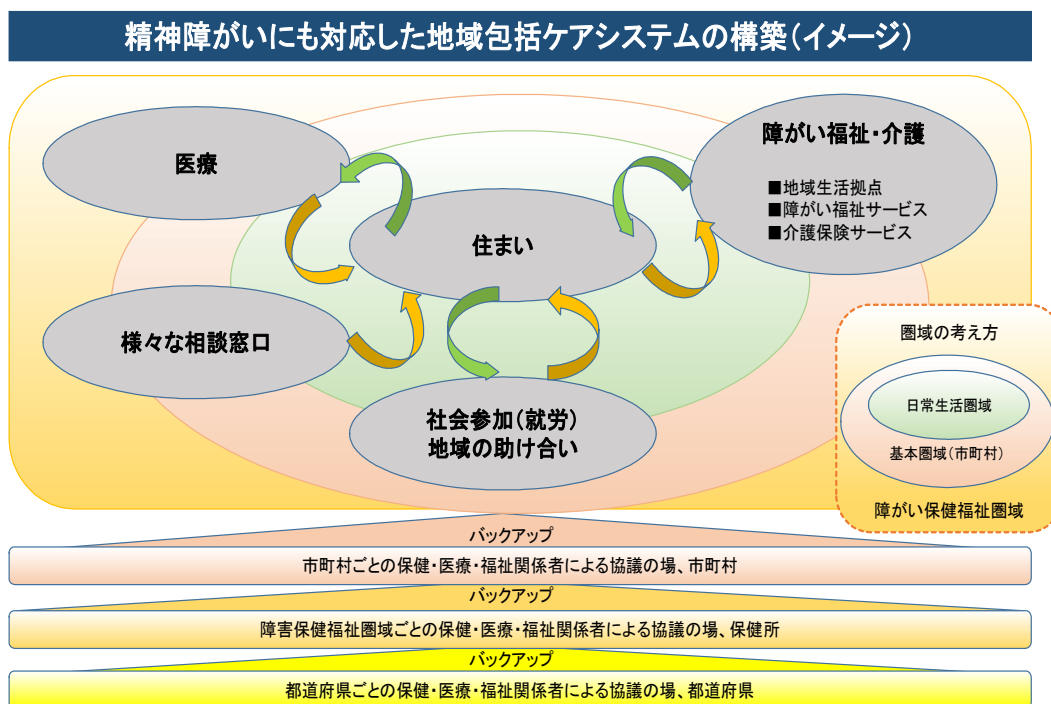 精神障がいにも対応した地域包括ケアシステムの構築(イメージ)
医療
障がい福祉・介護
■地域生活拠点
■障がい福祉サービス
■介護保険サービス
住まい
様々な相談窓口
社会参加(就労)
地域の助け合い
圏域の考え方
日常生活圏域
基本圏域(市町村)
障がい保健福祉圏域
バックアップ
市町村ごとの保健・医療・福祉関係者による協議の場、市町村
バックアップ
障害保健福祉圏域ごとの保健・医療・福祉関係者による協議の場、保健所
バックアップ
都道府県ごとの保健・医療・福祉関係者による協議の場、都道府県